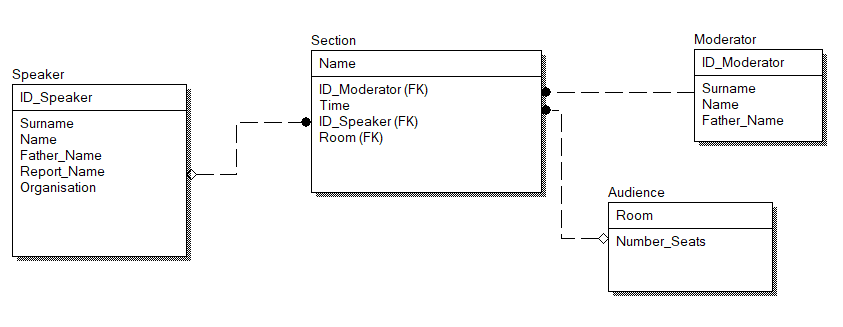 Speaker
ID_Speaker
Surname
Name
Father_Name
Report_Name
Organisation
Section
Name
ID_Moderator (FK)
Time
ID_Speaker (FK)
Room (FK)
Moderator
ID_Moderator
Surname
Name
Father_Name
Audience
Room
Number_Seats